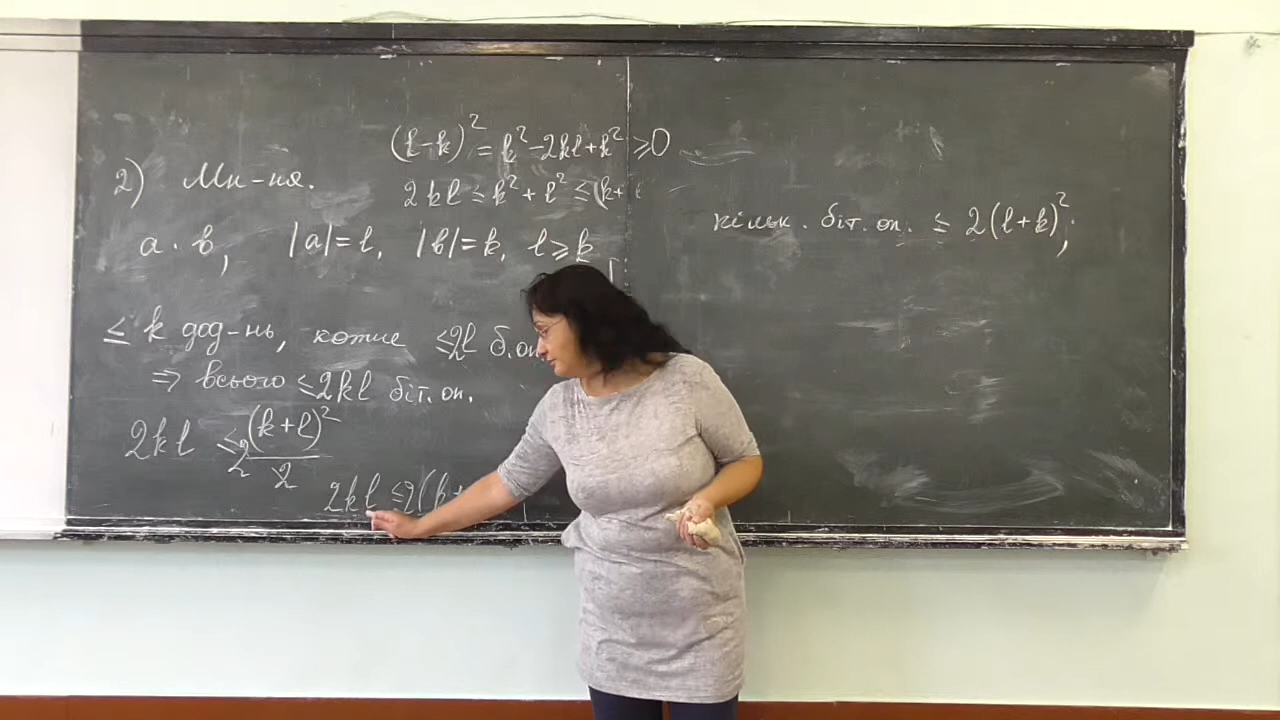 (l-k)² = l² - 2kl + k² ≥ 0
2) Мн-ня.
2kl ≤ k² + l² ≤ (k+
a · b, |a| = l, |b| = k, l ≥ k
≤ k дод-нь, кожне ≤ 2l б.оп
⇒ всього ≤ 2kl біт. оп.
2kl ≤ 2 (k+l)²/2
2kl ≤ 2(k+
кільк. біт. оп. ≤ 2(l+k)²;